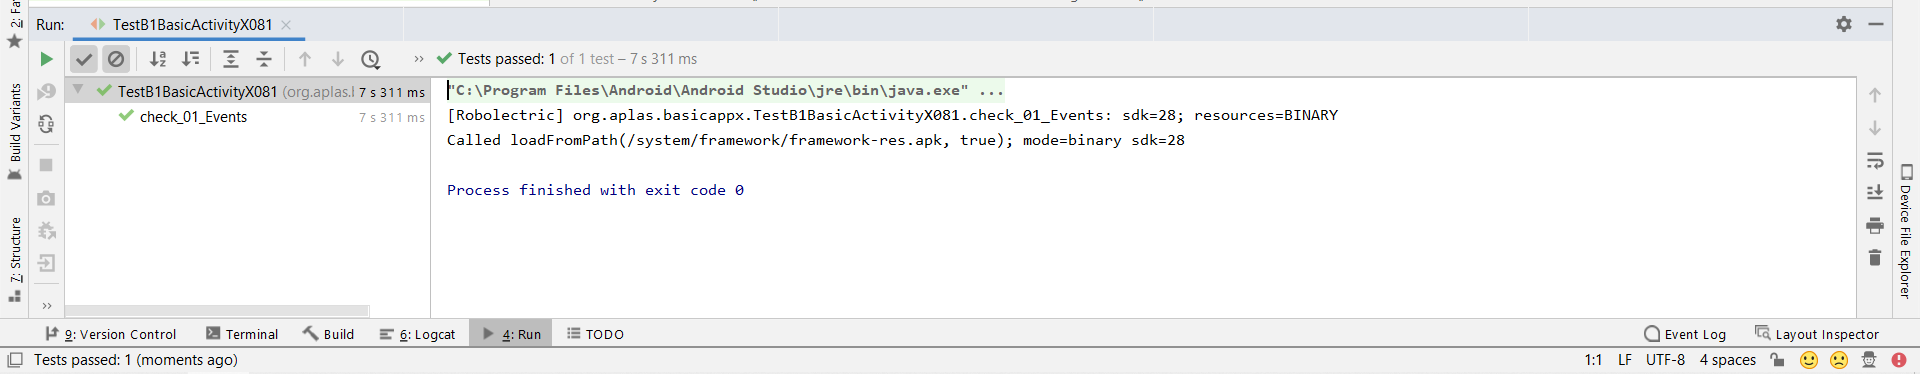 2: Fa
Run: TestB1BasicActivityX081
Tests passed: 1 of 1 test – 7 s 311 ms
TestB1BasicActivityX081 (org.aplas.b 7 s 311 ms
check_01_Events 7 s 311 ms
"C:\Program Files\Android\Android Studio\jre\bin\java.exe" ...
[Robolectric] org.aplas.basicappx.TestB1BasicActivityX081.check_01_Events: sdk=28; resources=BINARY
Called loadFromPath(/system/framework/framework-res.apk, true); mode=binary sdk=28
Process finished with exit code 0
Build Variants
7: Structure
Device File Explorer
9: Version Control Terminal Build 6: Logcat 4: Run TODO Event Log Layout Inspector
Tests passed: 1 (moments ago) 1:1 LF UTF-8 4 spaces